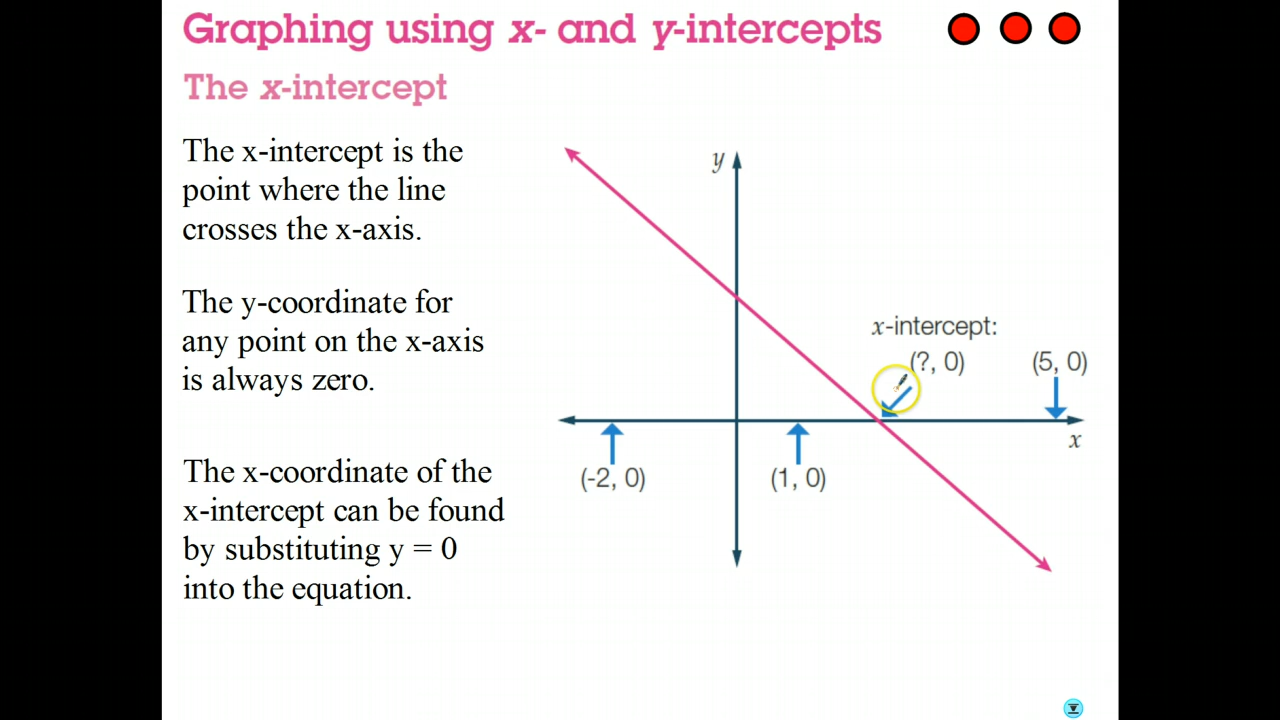 Graphing using x- and y-intercepts
The x-intercept
The x-intercept is the
point where the line
crosses the x-axis.
The y-coordinate for
any point on the x-axis
is always zero.
The x-coordinate of the
x-intercept can be found
by substituting y = 0
into the equation.
y
x-intercept:
(?, 0)
(5, 0)
x
(-2, 0)
(1, 0)